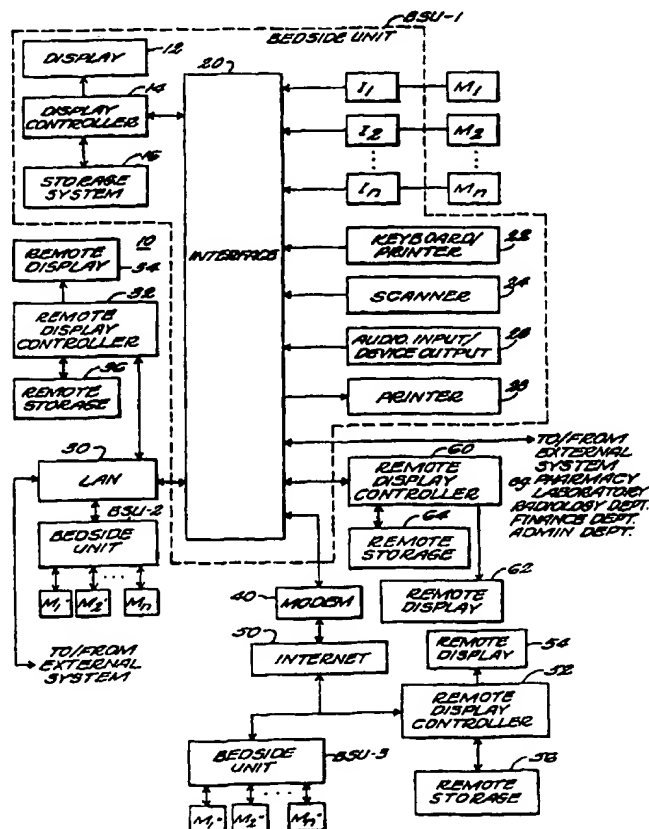 BSU-1
BEDSIDE UNIT
DISPLAY
12
DISPLAY
CONTROLLER
14
STORAGE
SYSTEM
16
20
INTERFACE
I1
M1
I2
M2
In
Mn
KEYBOARD/
PRINTER
22
SCANNER
24
AUDIO INPUT/
DEVICE OUTPUT
26
PRINTER
28
10
REMOTE
DISPLAY
34
32
REMOTE
DISPLAY
CONTROLLER
REMOTE
STORAGE
36
30
LAN
BSU-2
BEDSIDE
UNIT
M1'
M2'
Mn'
TO/FROM
EXTERNAL
SYSTEM
60
REMOTE
DISPLAY
CONTROLLER
TO/FROM
EXTERNAL
SYSTEM
eg. PHARMACY
LABORATORY
RADIOLOGY DEPT.
FINANCE DEPT.
ADMIN DEPT.
64
REMOTE
STORAGE
62
REMOTE
DISPLAY
40
MODEM
50
INTERNET
REMOTE
DISPLAY
54
52
REMOTE
DISPLAY
CONTROLLER
56
REMOTE
STORAGE
BEDSIDE
UNIT
BSU-3
M1"
M2"
Mn"